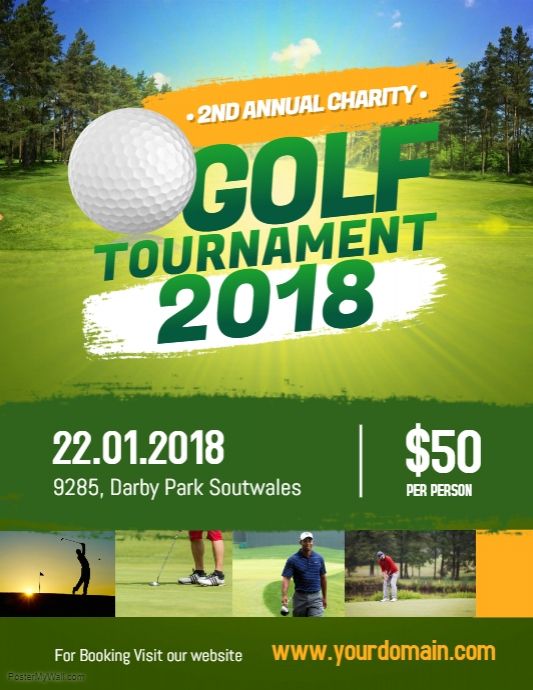 • 2ND ANNUAL CHARITY •
GOLF
TOURNAMENT
2018
22.01.2018
9285, Darby Park Soutwales
$50
PER PERSON
For Booking Visit our website
www.yourdomain.com
PosterMyWall.com